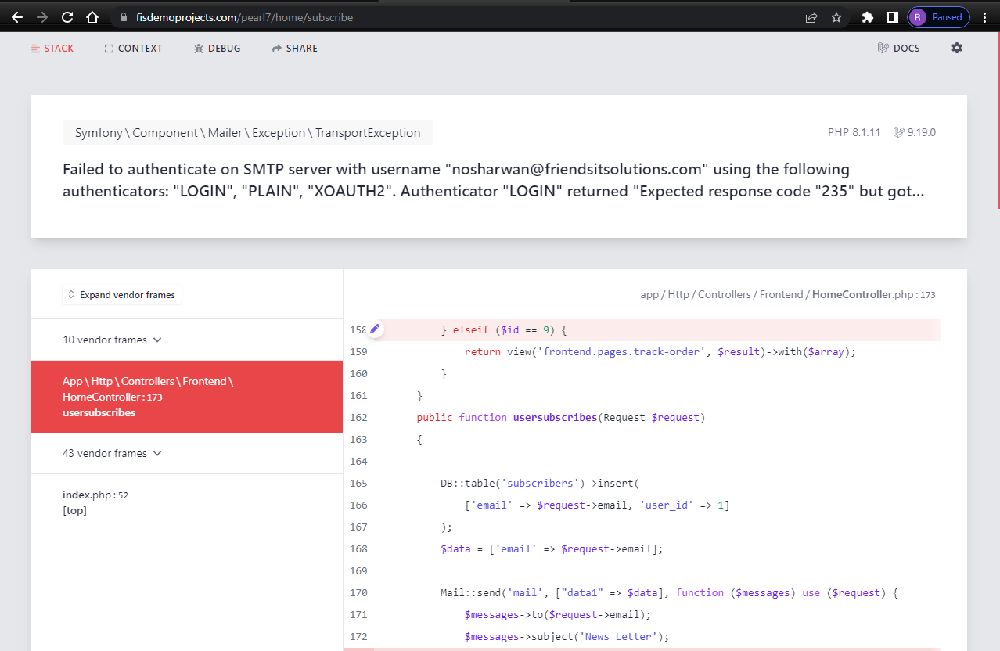 fisdemoprojects.com/pearl7/home/subscribe
R Paused
STACK CONTEXT DEBUG SHARE DOCS
Symfony \ Component \ Mailer \ Exception \ TransportException
PHP 8.1.11 9.19.0
Failed to authenticate on SMTP server with username "nosharwan@friendsitsolutions.com" using the following
authenticators: "LOGIN", "PLAIN", "XOAUTH2". Authenticator "LOGIN" returned "Expected response code "235" but got...
Expand vendor frames
10 vendor frames
App \ Http \ Controllers \ Frontend \
HomeController : 173
usersubscribes
43 vendor frames
index.php : 52
[top]
app / Http / Controllers / Frontend / HomeController.php : 173
158 } elseif ($id == 9) {
159 return view('frontend.pages.track-order', $result)->with($array);
160 }
161 }
162 public function usersubscribes(Request $request)
163 {
164
165 DB::table('subscribers')->insert(
166 ['email' => $request->email, 'user_id' => 1]
167 );
168 $data = ['email' => $request->email];
169
170 Mail::send('mail', ["data1" => $data], function ($messages) use ($request) {
171 $messages->to($request->email);
172 $messages->subject('News_Letter');